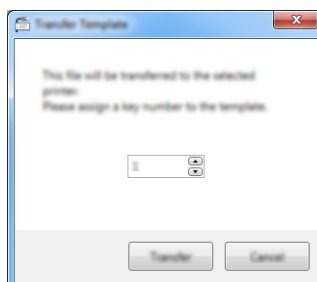 Transfer Template
This file will be transferred to the selected
printer.
Please assign a key number to the template.
Transfer
Cancel